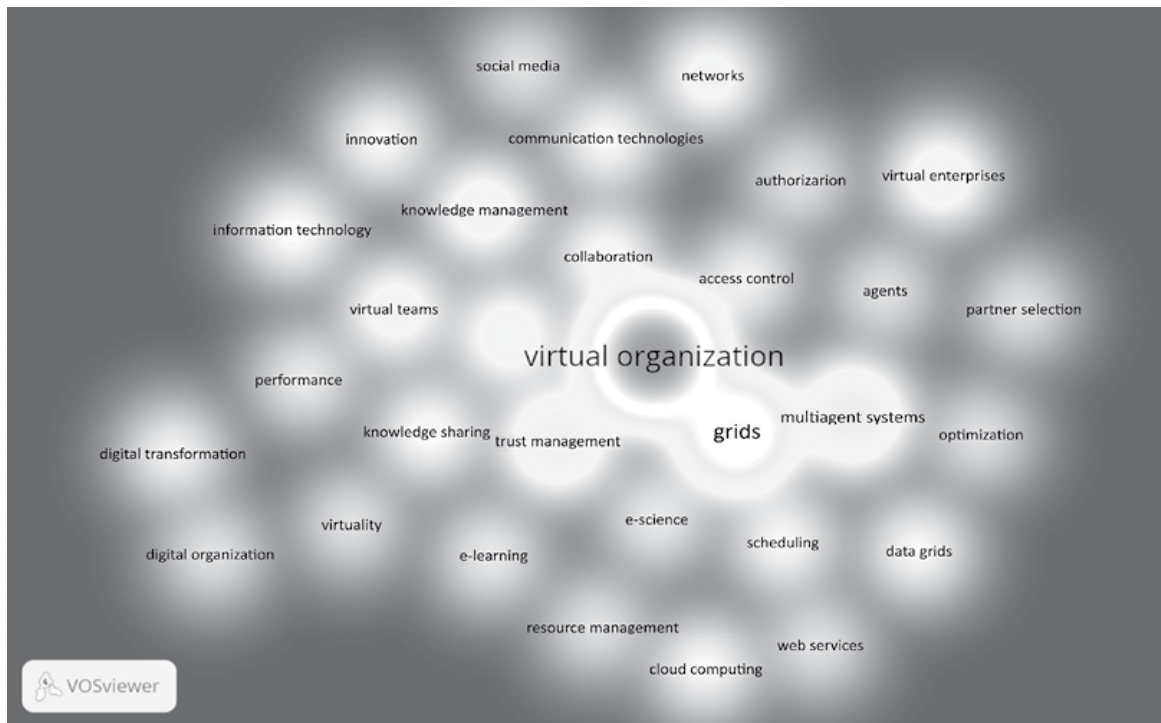 social media
networks
innovation
communication technologies
authorizarion
virtual enterprises
knowledge management
information technology
collaboration
access control
agents
partner selection
virtual teams
virtual organization
performance
multiagent systems
grids
optimization
knowledge sharing
trust management
digital transformation
e-science
virtuality
scheduling
data grids
digital organization
e-learning
resource management
web services
cloud computing
VOSviewer